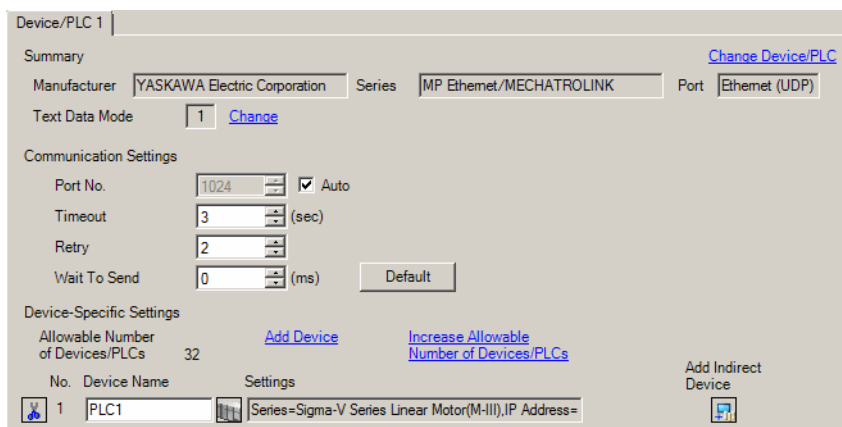 Device/PLC 1
Summary Change Device/PLC
Manufacturer YASKAWA Electric Corporation Series MP Ethernet/MECHATROLINK Port Ethernet (UDP)
Text Data Mode 1 Change
Communication Settings
Port No. 1024 Auto
Timeout 3 (sec)
Retry 2
Wait To Send 0 (ms) Default
Device-Specific Settings
Allowable Number Add Device Increase Allowable
of Devices/PLCs 32 Number of Devices/PLCs
Add Indirect
No. Device Name Settings Device
1 PLC1 Series=Sigma-V Series Linear Motor(M-III),IP Address=